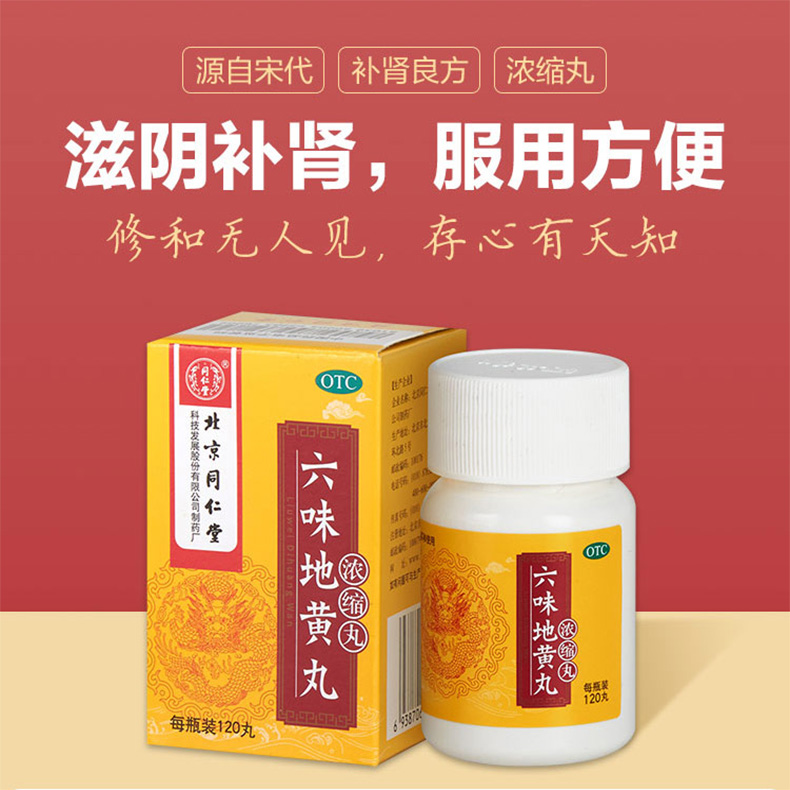 源自宋代 补肾良方 浓缩丸
滋阴补肾，服用方便
修和无人见，存心有天知
同仁堂
®
北京同仁堂
科技发展股份有限公司制药厂
OTC
六味地黄丸
Liuwei Dihuang Wan
浓缩丸
每瓶装120丸
OTC
六味地黄丸
浓缩丸
每瓶装
120丸